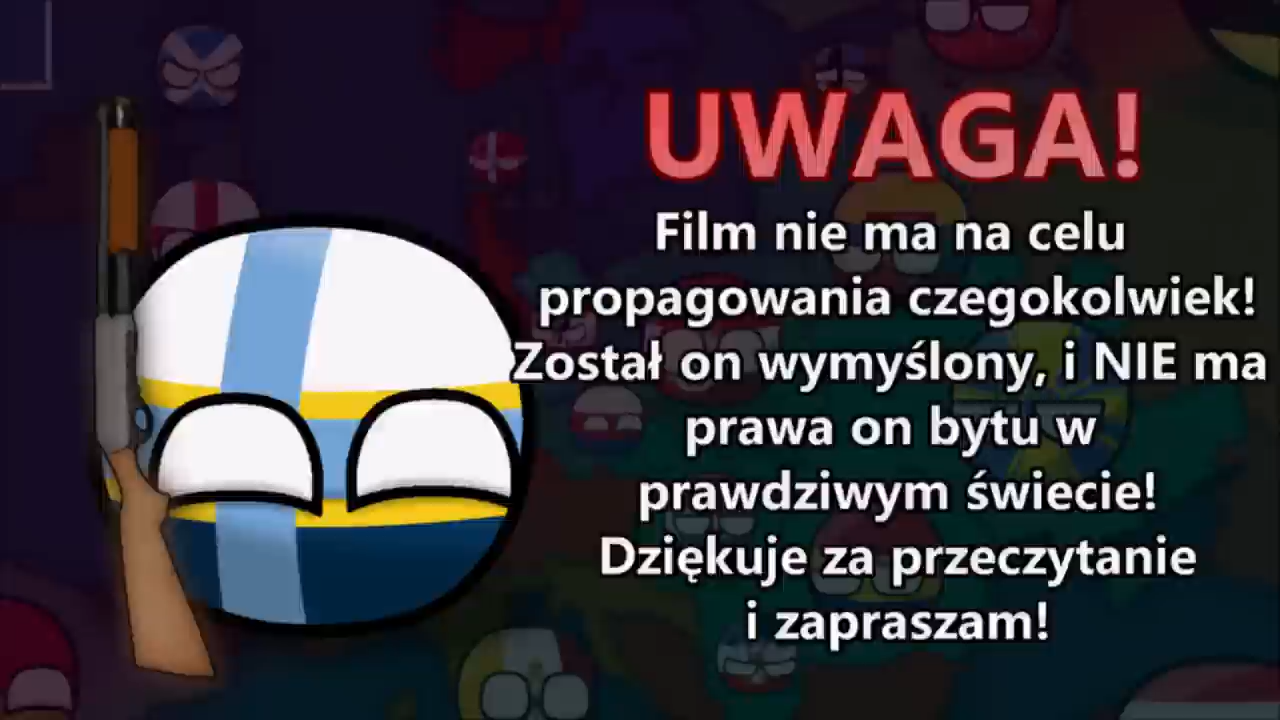 UWAGA!
Film nie ma na celu
propagowania czegokolwiek!
Został on wymyślony, i NIE ma
prawa on bytu w
prawdziwym świecie!
Dziękuje za przeczytanie
i zapraszam!